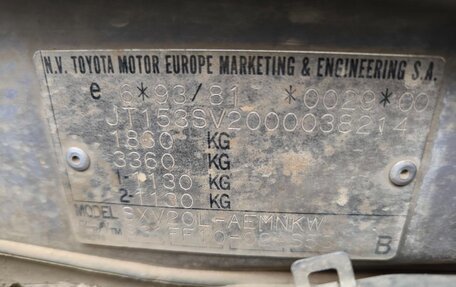 N.V. TOYOTA MOTOR EUROPE MARKETING & ENGINEERING S.A.
e 6*93/81 *0029*00
JT153SV2000038214
1830 KG
3360 KG
1-1130 KG
2-1130 KG
MODEL SXV20L-AEMNKW
B